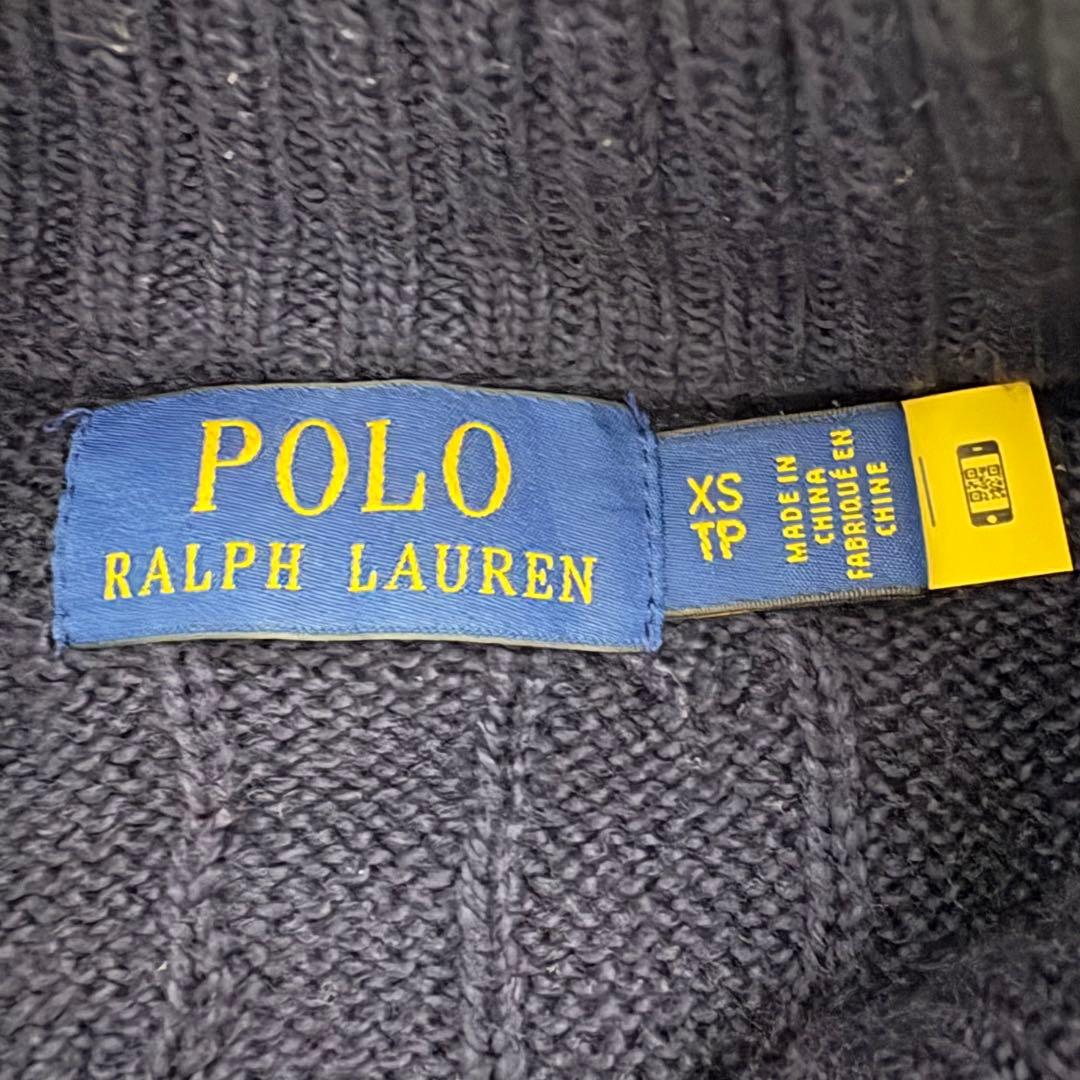 POLO
RALPH LAUREN
XS
TP
MADE IN
CHINA
FABRIQUÉ EN
CHINE